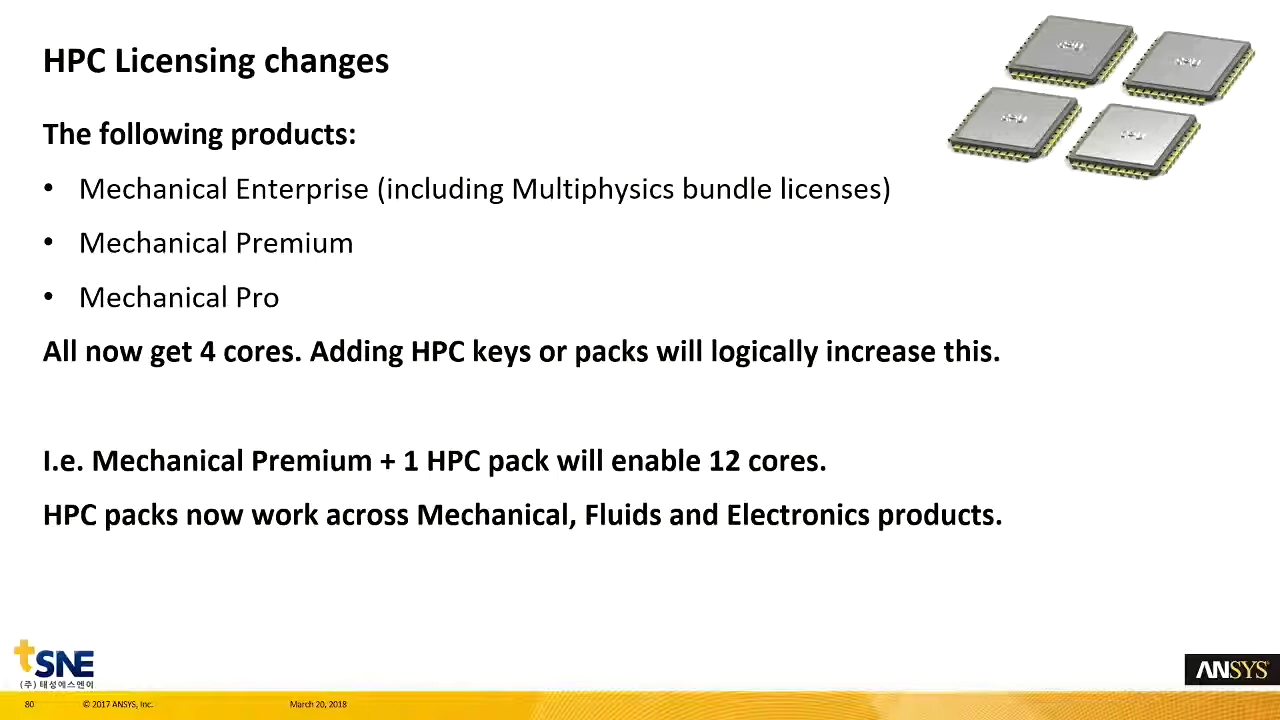 HPC Licensing changes
The following products:
• Mechanical Enterprise (including Multiphysics bundle licenses)
• Mechanical Premium
• Mechanical Pro
All now get 4 cores. Adding HPC keys or packs will logically increase this.
I.e. Mechanical Premium + 1 HPC pack will enable 12 cores.
HPC packs now work across Mechanical, Fluids and Electronics products.
tSNE
(주)태성에스엔이
ANSYS
80 © 2017 ANSYS, Inc. March 20, 2018